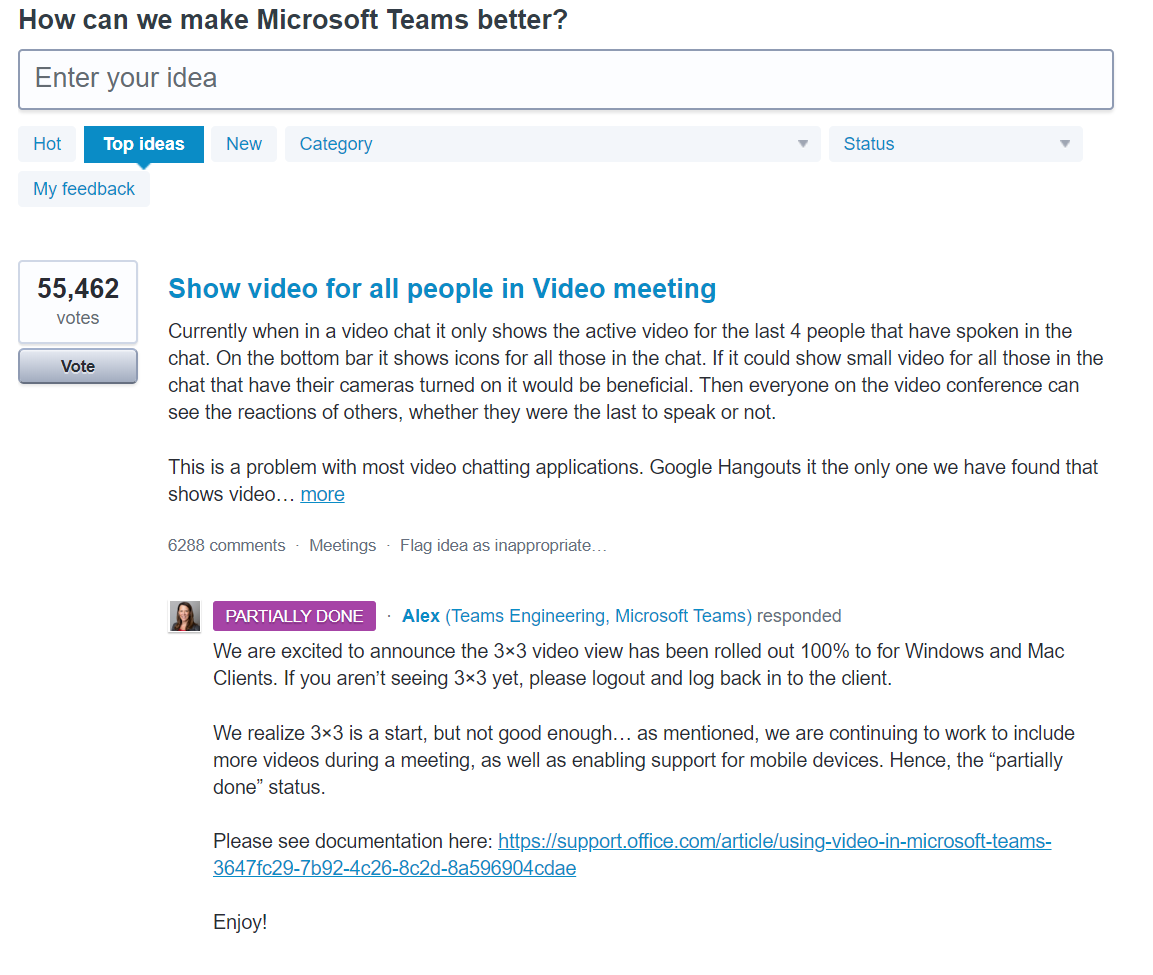 How can we make Microsoft Teams better?
Enter your idea
Hot Top ideas New Category Status
My feedback
55,462
votes
Vote
Show video for all people in Video meeting
Currently when in a video chat it only shows the active video for the last 4 people that have spoken in the
chat. On the bottom bar it shows icons for all those in the chat. If it could show small video for all those in the
chat that have their cameras turned on it would be beneficial. Then everyone on the video conference can
see the reactions of others, whether they were the last to speak or not.
This is a problem with most video chatting applications. Google Hangouts it the only one we have found that
shows video… more
6288 comments · Meetings · Flag idea as inappropriate…
PARTIALLY DONE · Alex (Teams Engineering, Microsoft Teams) responded
We are excited to announce the 3×3 video view has been rolled out 100% to for Windows and Mac
Clients. If you aren’t seeing 3×3 yet, please logout and log back in to the client.
We realize 3×3 is a start, but not good enough… as mentioned, we are continuing to work to include
more videos during a meeting, as well as enabling support for mobile devices. Hence, the “partially
done” status.
Please see documentation here: https://support.office.com/article/using-video-in-microsoft-teams-
3647fc29-7b92-4c26-8c2d-8a596904cdae
Enjoy!